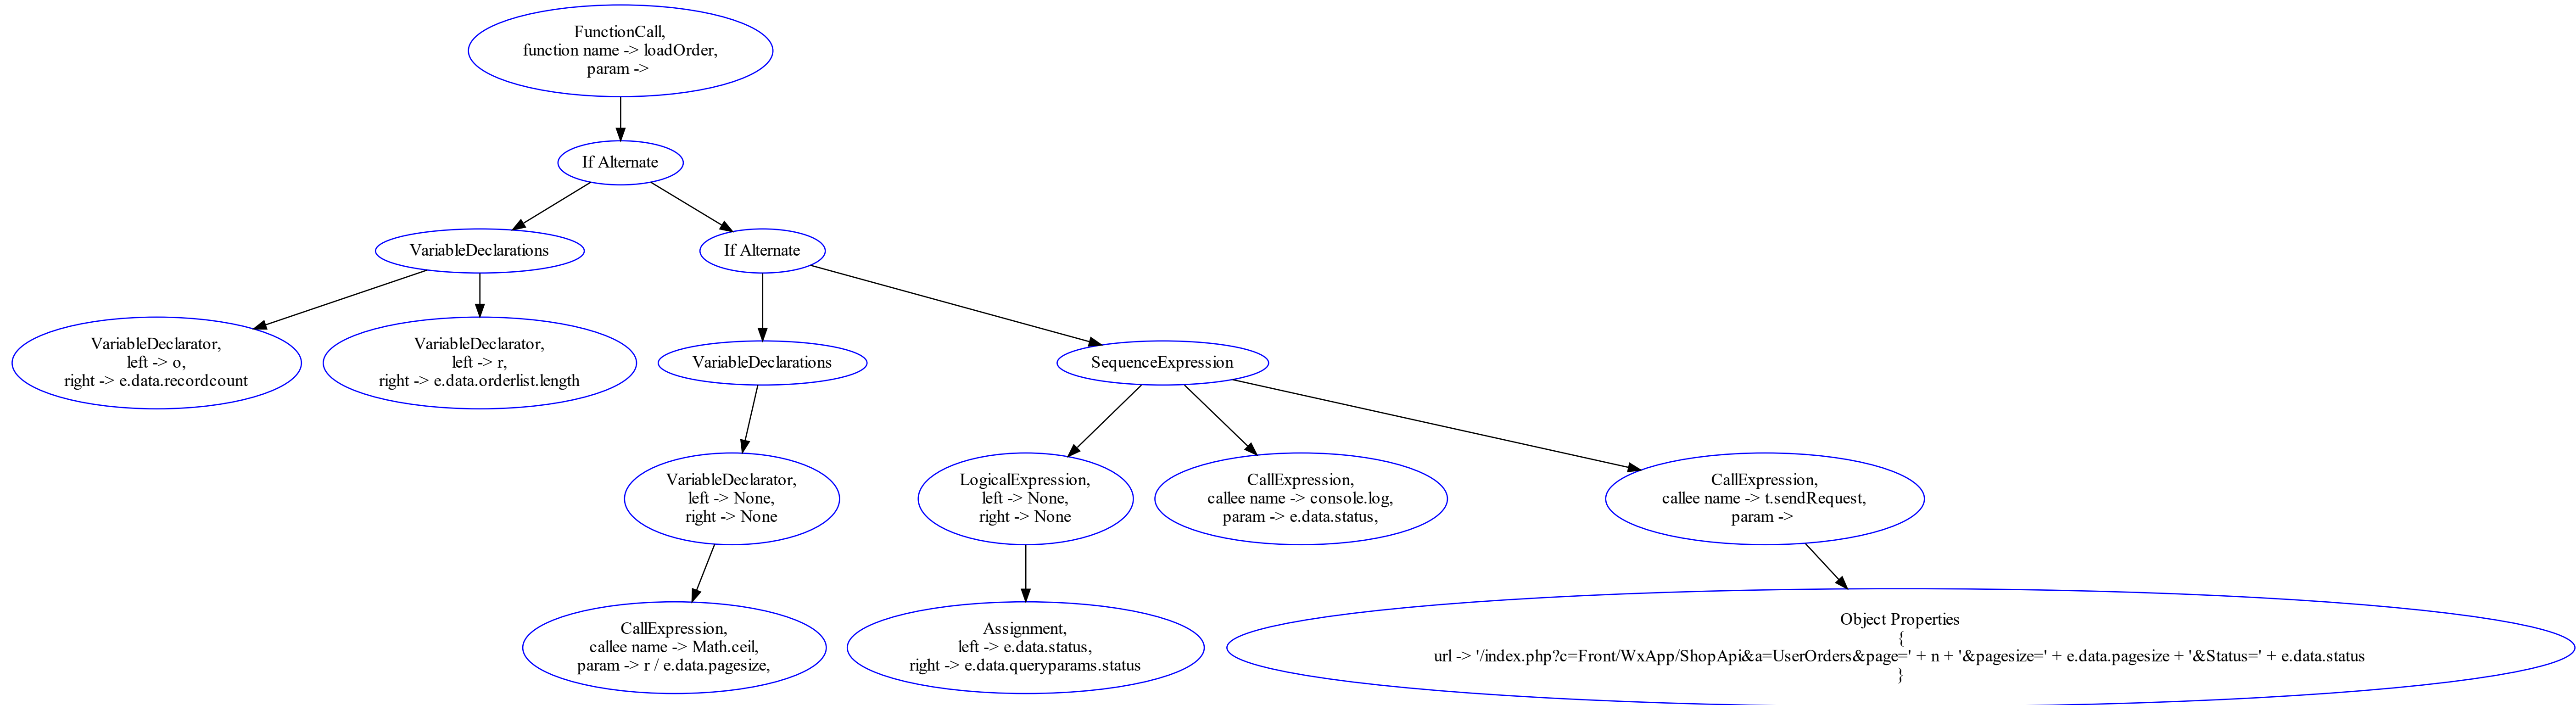 FunctionCall,
function name -> loadOrder,
param ->
If Alternate
VariableDeclarations
If Alternate
VariableDeclarator,
left -> o,
right -> e.data.recordcount
VariableDeclarator,
left -> r,
right -> e.data.orderlist.length
VariableDeclarations
SequenceExpression
VariableDeclarator,
left -> None,
right -> None
LogicalExpression,
left -> None,
right -> None
CallExpression,
callee name -> console.log,
param -> e.data.status,
CallExpression,
callee name -> t.sendRequest,
param ->
CallExpression,
callee name -> Math.ceil,
param -> r / e.data.pagesize,
Assignment,
left -> e.data.status,
right -> e.data.queryparams.status
Object Properties
{
url -> '/index.php?c=Front/WxApp/ShopApi&a=UserOrders&page=' + n + '&pagesize=' + e.data.pagesize + '&Status=' + e.data.status
}